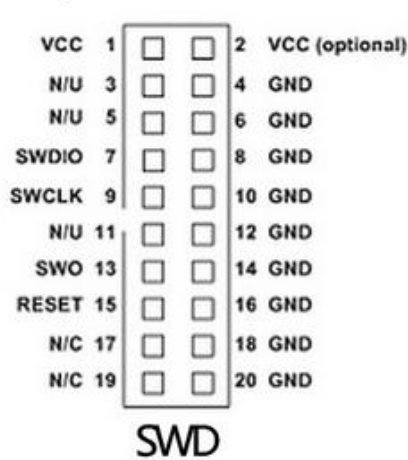 VCC 1 2 VCC (optional)
N/U 3 4 GND
N/U 5 6 GND
SWDIO 7 8 GND
SWCLK 9 10 GND
N/U 11 12 GND
SWO 13 14 GND
RESET 15 16 GND
N/C 17 18 GND
N/C 19 20 GND
SWD